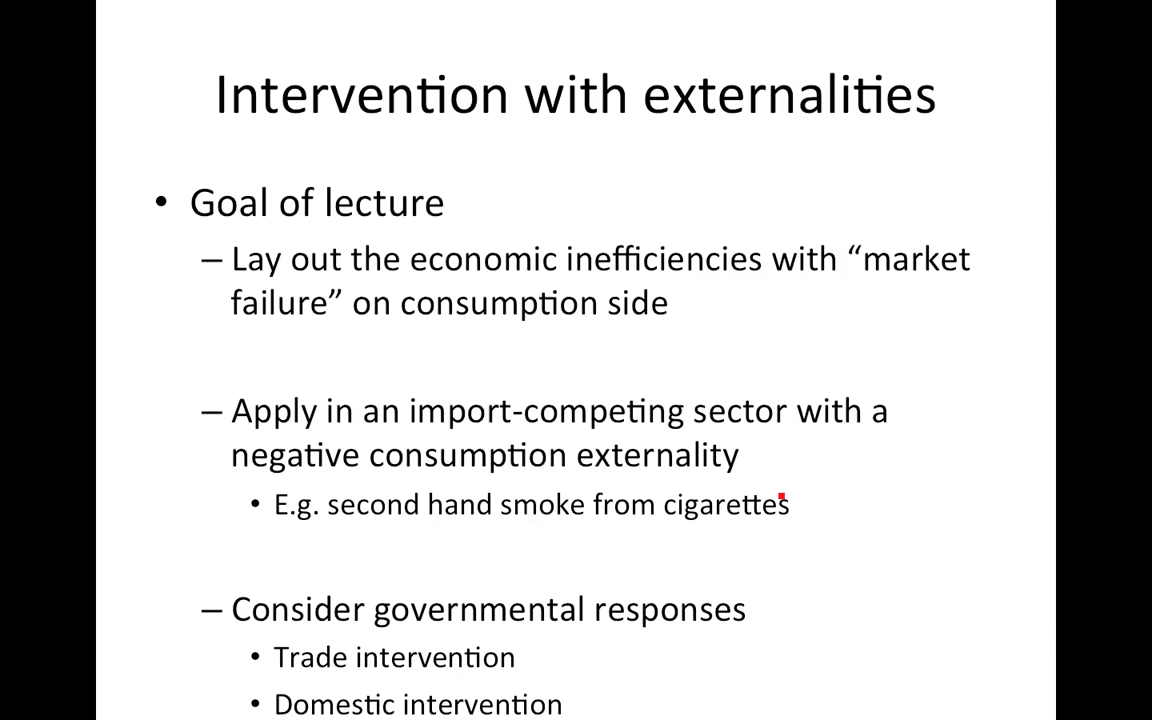 Intervention with externalities
• Goal of lecture
– Lay out the economic inefficiencies with “market
failure” on consumption side
– Apply in an import-competing sector with a
negative consumption externality
• E.g. second hand smoke from cigarettes
– Consider governmental responses
• Trade intervention
• Domestic intervention